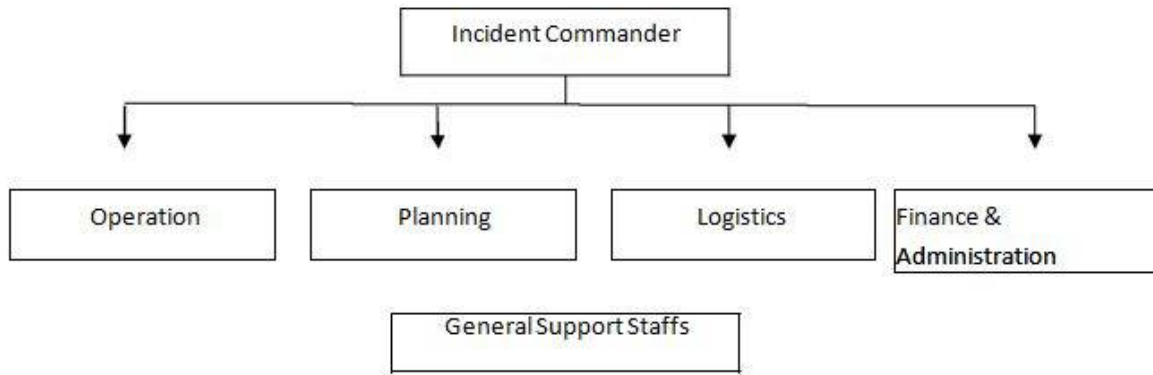 Incident Commander
Operation
Planning
Logistics
Finance &
Administration
General Support Staffs